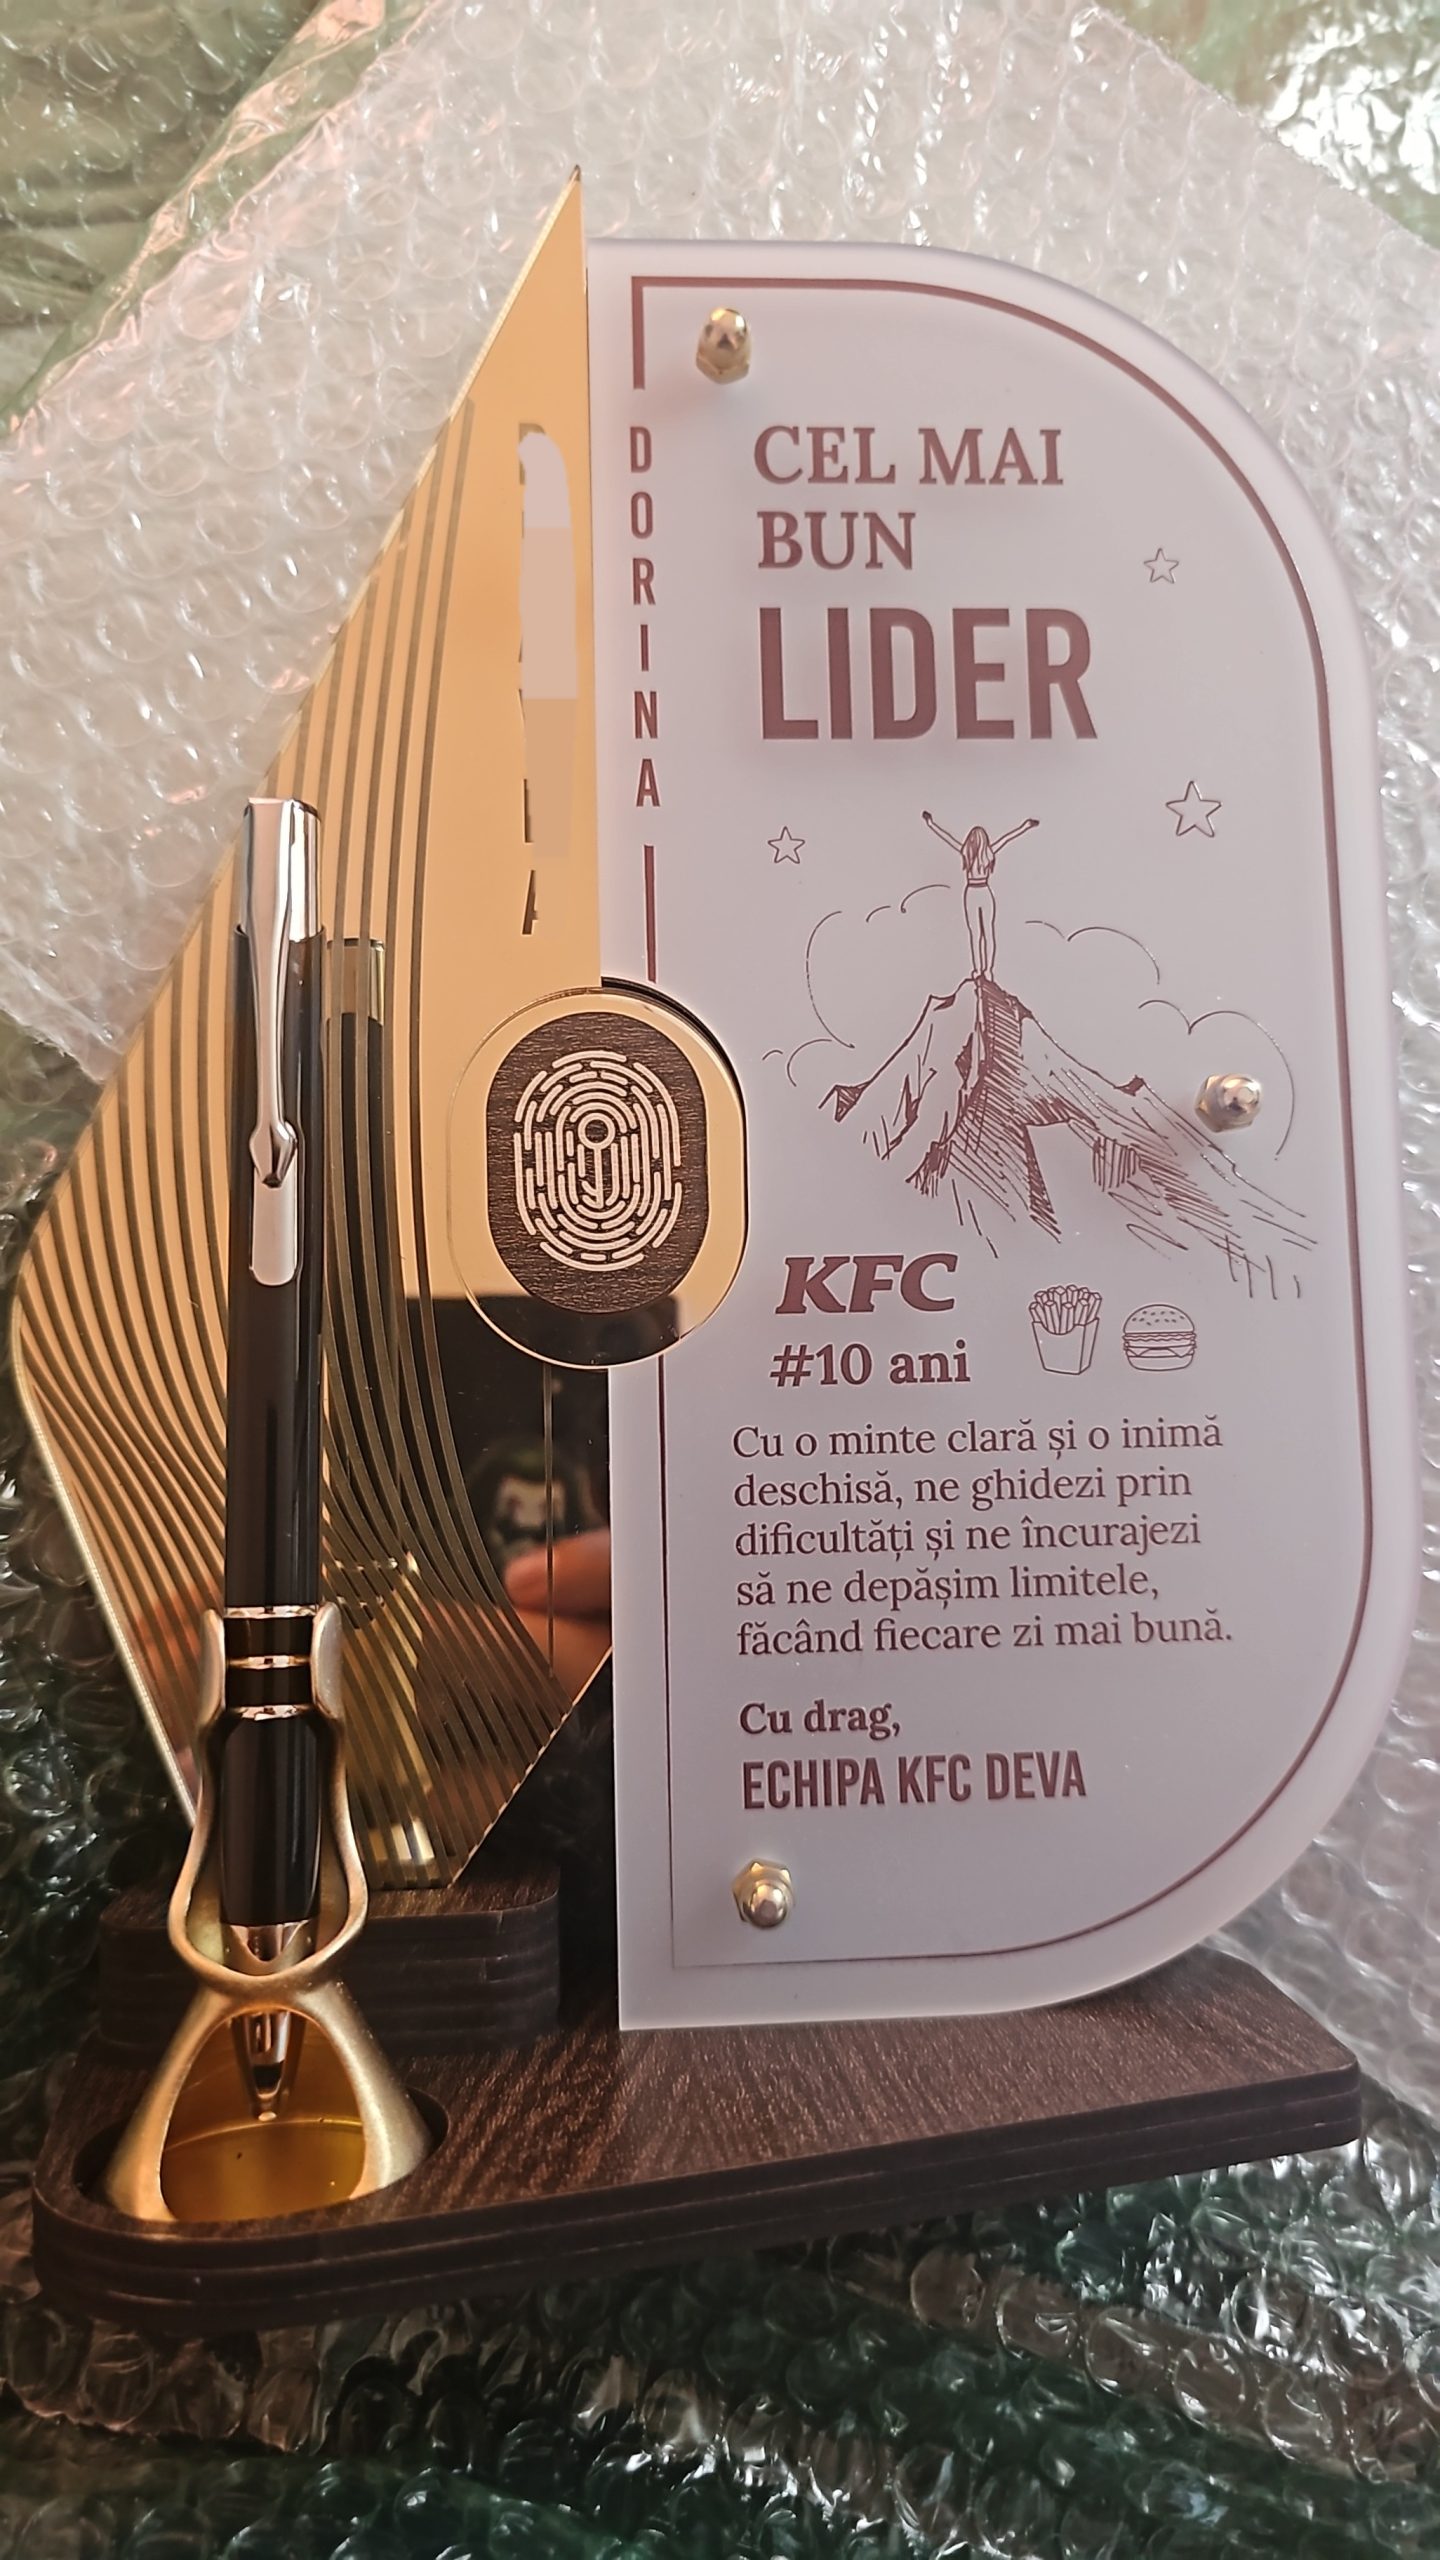 DORINA
CEL MAI
BUN
LIDER
KFC
#10 ani
Cu o minte clară și o inimă
deschisă, ne ghidezi prin
dificultăți și ne încurajezi
să ne depășim limitele,
făcând fiecare zi mai bună.
Cu drag,
ECHIPA KFC DEVA